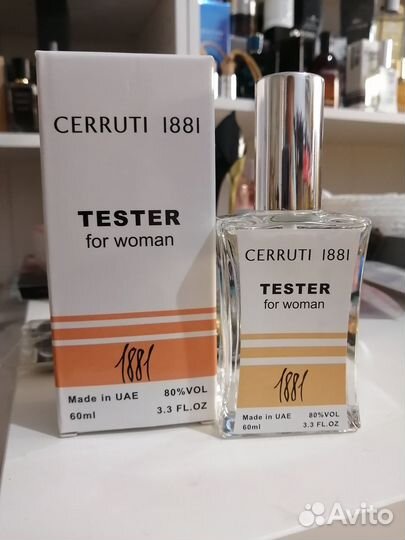 CERRUTI 1881
TESTER
for woman
1881
Made in UAE 80%VOL
60ml 3.3 FL.OZ
CERRUTI 1881
TESTER
for woman
1881
Made in UAE 80%VOL
60ml 3.3 FL.OZ
Avito